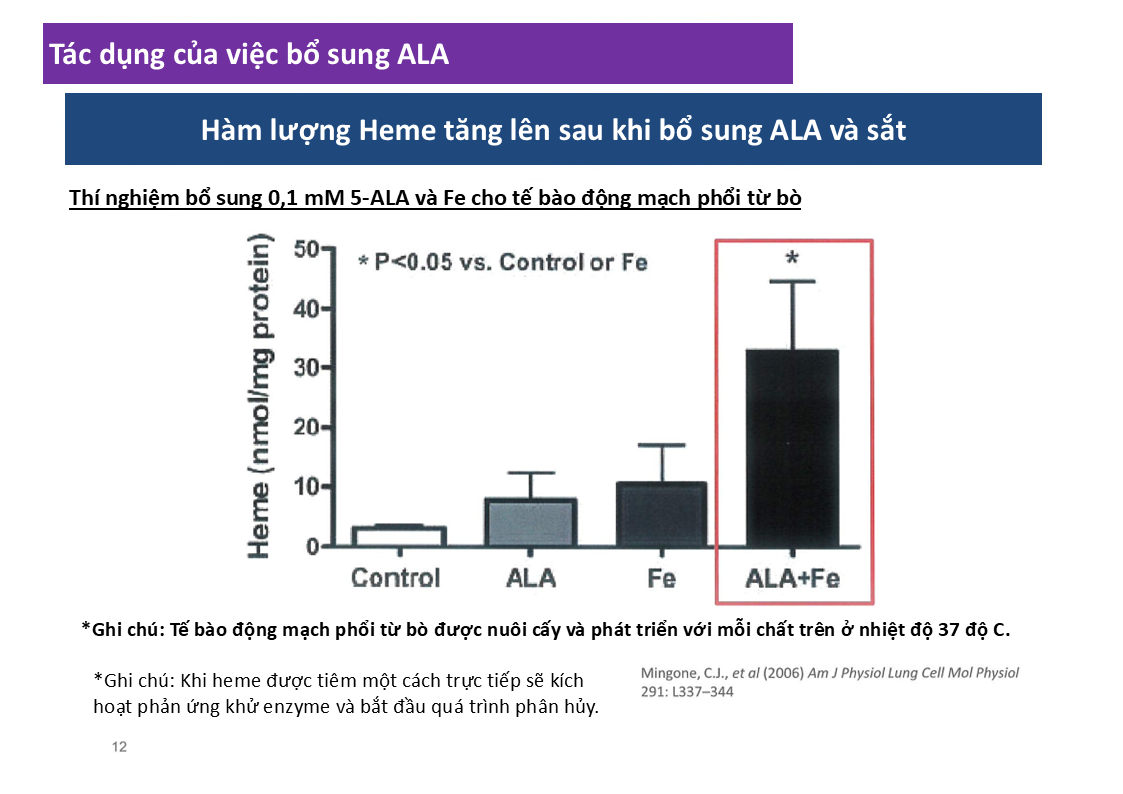 Tác dụng của việc bổ sung ALA
Hàm lượng Heme tăng lên sau khi bổ sung ALA và sắt
Thí nghiệm bổ sung 0,1 mM 5-ALA và Fe cho tế bào động mạch phổi từ bò
Heme (nmol/mg protein)
50
40
30
20
10
0
* P<0.05 vs. Control or Fe
*
Control ALA Fe ALA+Fe
*Ghi chú: Tế bào động mạch phổi từ bò được nuôi cấy và phát triển với mỗi chất trên ở nhiệt độ 37 độ C.
*Ghi chú: Khi heme được tiêm một cách trực tiếp sẽ kích
hoạt phản ứng khử enzyme và bắt đầu quá trình phân hủy.
Mingone, C.J., et al (2006) Am J Physiol Lung Cell Mol Physiol
291: L337–344
12